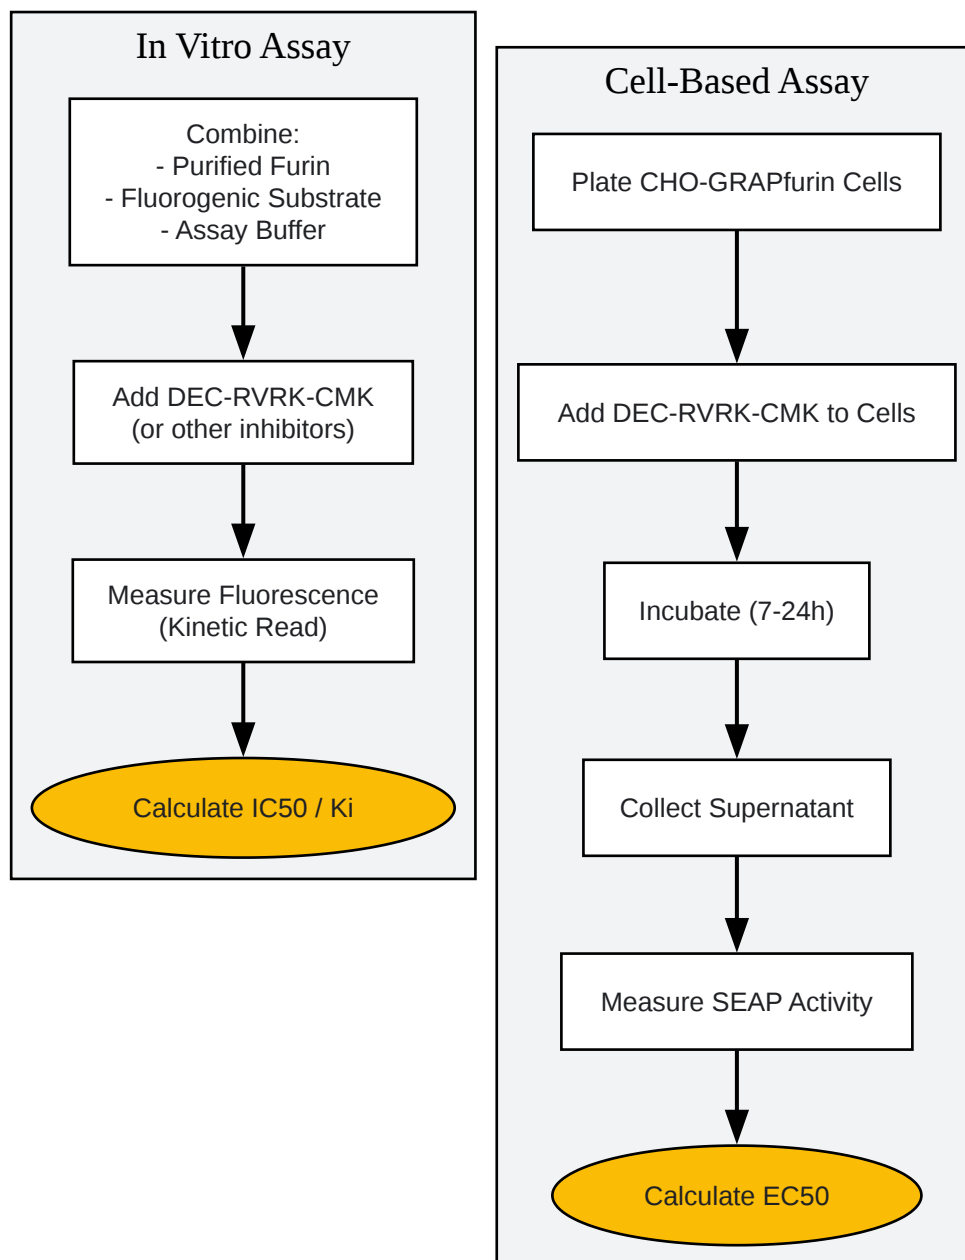 In Vitro Assay
Combine:
- Purified Furin
- Fluorogenic Substrate
- Assay Buffer
Add DEC-RVRK-CMK
(or other inhibitors)
Measure Fluorescence
(Kinetic Read)
Calculate IC50 / Ki
Cell-Based Assay
Plate CHO-GRAPfurin Cells
Add DEC-RVRK-CMK to Cells
Incubate (7-24h)
Collect Supernatant
Measure SEAP Activity
Calculate EC50